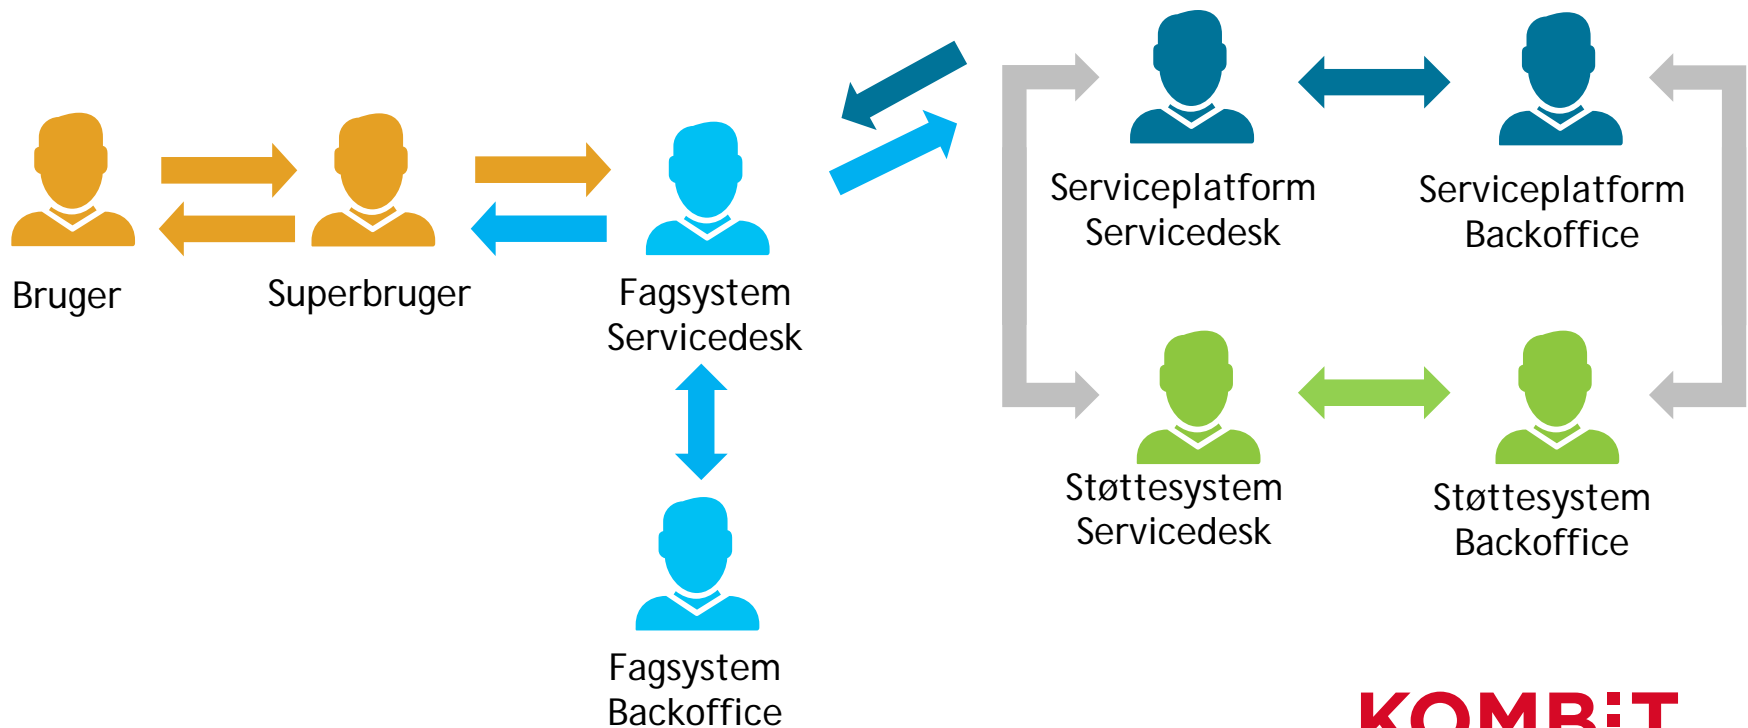 Serviceplatform
Servicedesk
Serviceplatform
Backoffice
Bruger
Superbruger
Fagsystem
Servicedesk
Støttesystem
Servicedesk
Støttesystem
Backoffice
Fagsystem
Backoffice
KOMBiT